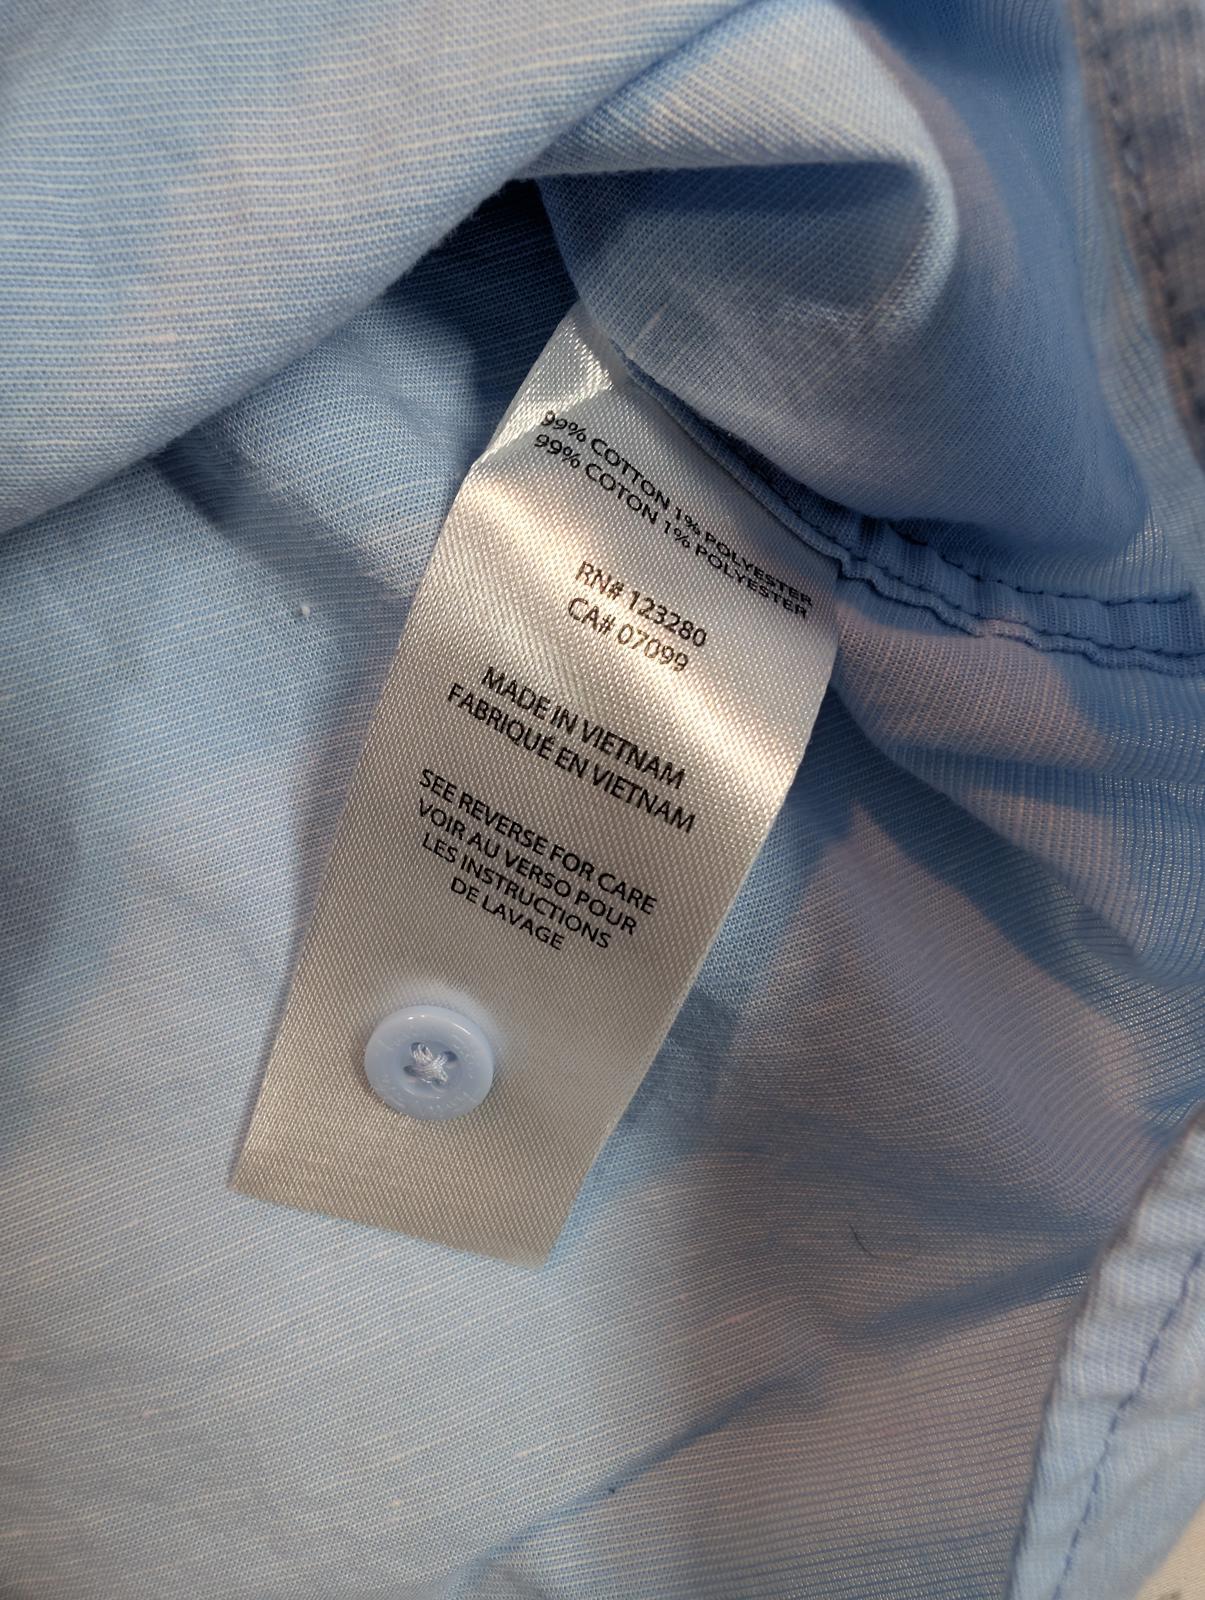 99% COTTON 1% POLYESTER
99% COTON 1% POLYESTER
RN# 123280
CA# 07099
MADE IN VIETNAM
FABRIQUÉ EN VIETNAM
SEE REVERSE FOR CARE
VOIR AU VERSO POUR
LES INSTRUCTIONS
DE LAVAGE